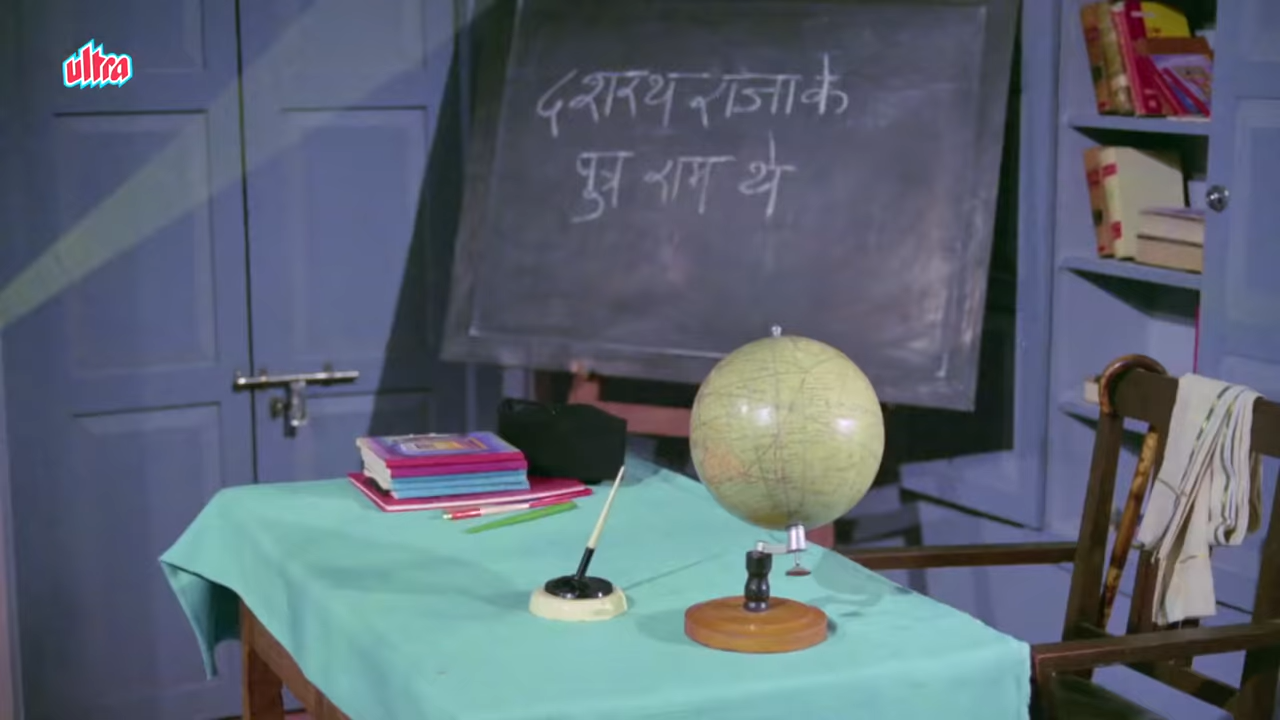 ultra
दशरथ राजा के
पुत्र राम थे